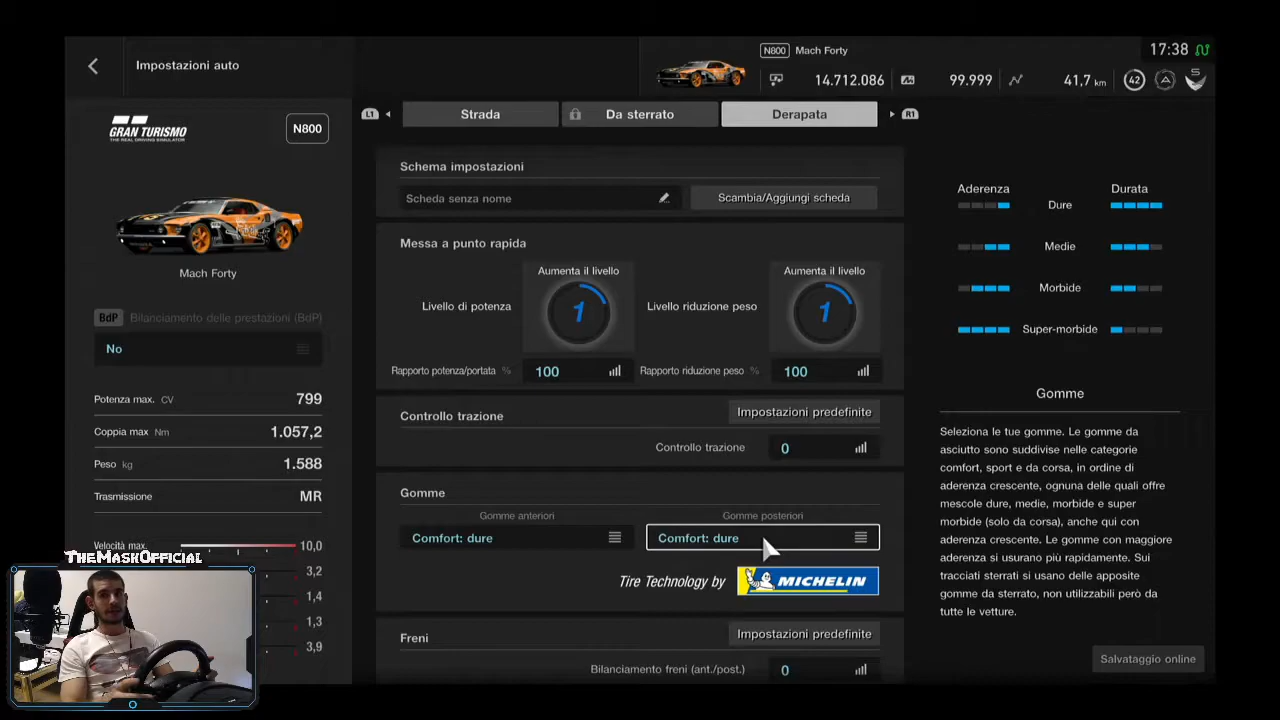 Impostazioni auto
N800 Mach Forty
17:38
14.712.086
99.999
41,7 km
42
GRAN TURISMO
THE REAL DRIVING SIMULATOR
N800
Mach Forty
BdP Bilanciamento delle prestazioni (BdP)
No
Potenza max. CV 799
Coppia max Nm 1.057,2
Peso kg 1.588
Trasmissione MR
Velocità max. 10,0
3,2
1,4
1,3
3,9
TheMaskOfficial
L1 Strada Da sterrato Derapata R1
Schema impostazioni
Scheda senza nome Scambia/Aggiungi scheda
Messa a punto rapida
Aumenta il livello Aumenta il livello
Livello di potenza 1 Livello riduzione peso 1
Rapporto potenza/portata % 100 Rapporto riduzione peso % 100
Controllo trazione Impostazioni predefinite
Controllo trazione 0
Gomme
Gomme anteriori Gomme posteriori
Comfort: dure Comfort: dure
Tire Technology by MICHELIN
Freni Impostazioni predefinite
Bilanciamento freni (ant./post.) 0
Aderenza Durata
Dure
Medie
Morbide
Super-morbide
Gomme
Seleziona le tue gomme. Le gomme da
asciutto sono suddivise nelle categorie
comfort, sport e da corsa, in ordine di
aderenza crescente, ognuna delle quali offre
mescole dure, medie, morbide e super
morbide (solo da corsa), anche qui con
aderenza crescente. Le gomme con maggiore
aderenza si usurano più rapidamente. Sui
tracciati sterrati si usano delle apposite
gomme da sterrato, non utilizzabili però da
tutte le vetture.
Salvataggio online